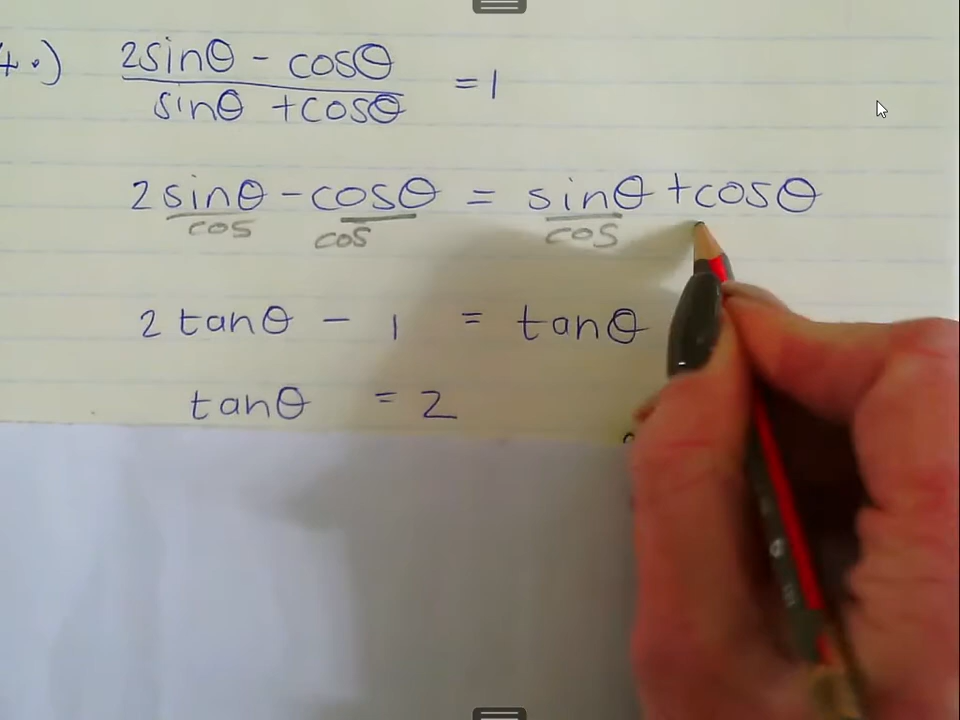 4.) 2sinθ - cosθ
sinθ + cosθ = 1
2 sinθ - cosθ = sinθ + cosθ
cos cos cos
2 tanθ - 1 = tanθ
tanθ = 2